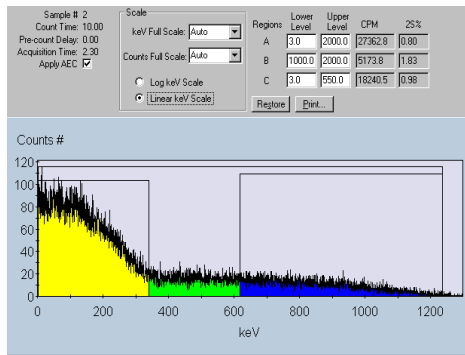 Sample # 2
Count Time: 10.00
Pre-count Delay: 0.00
Acquisition Time: 2.30
Apply AEC
Scale
keV Full Scale: Auto
Counts Full Scale: Auto
Log keV Scale
Linear keV Scale
Regions Lower Level Upper Level CPM 2S%
A 3.0 2000.0 27362.8 0.80
B 1000.0 2000.0 5173.8 1.83
C 3.0 550.0 18240.5 0.98
Restore Print...
Counts #
120
100
80
60
40
20
0
0 200 400 600 800 1000 1200
keV